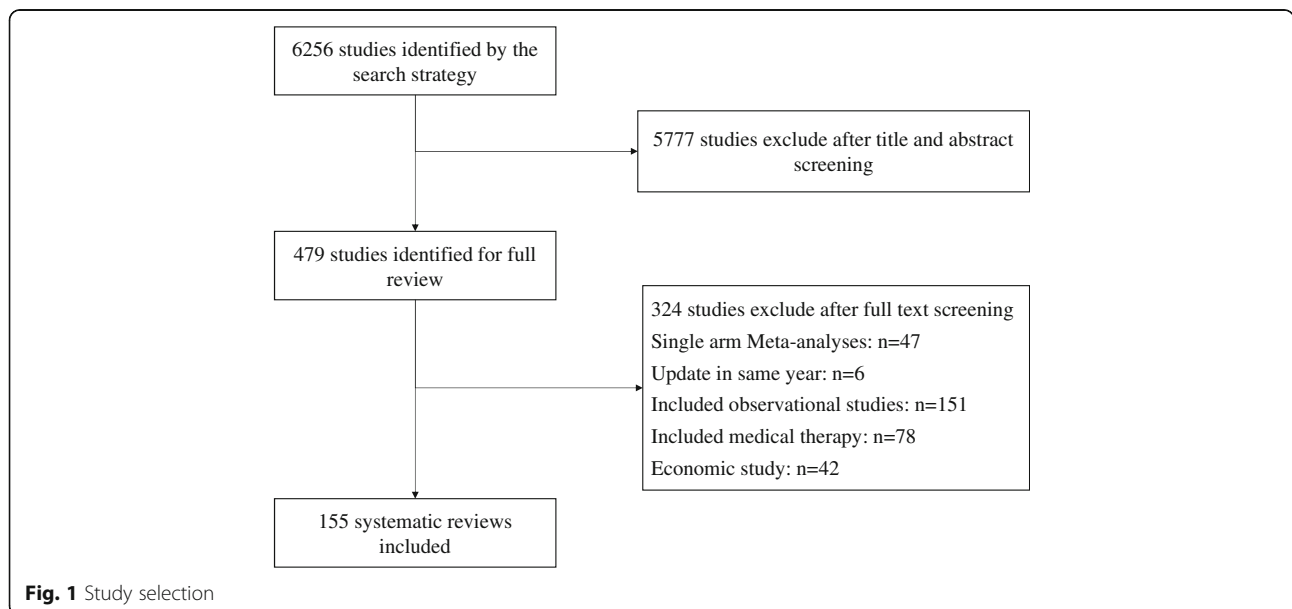 6256 studies identified by the
search strategy
5777 studies exclude after title and abstract
screening
479 studies identified for full
review
324 studies exclude after full text screening
Single arm Meta-analyses: n=47
Update in same year: n=6
Included observational studies: n=151
Included medical therapy: n=78
Economic study: n=42
155 systematic reviews
included
Fig. 1 Study selection